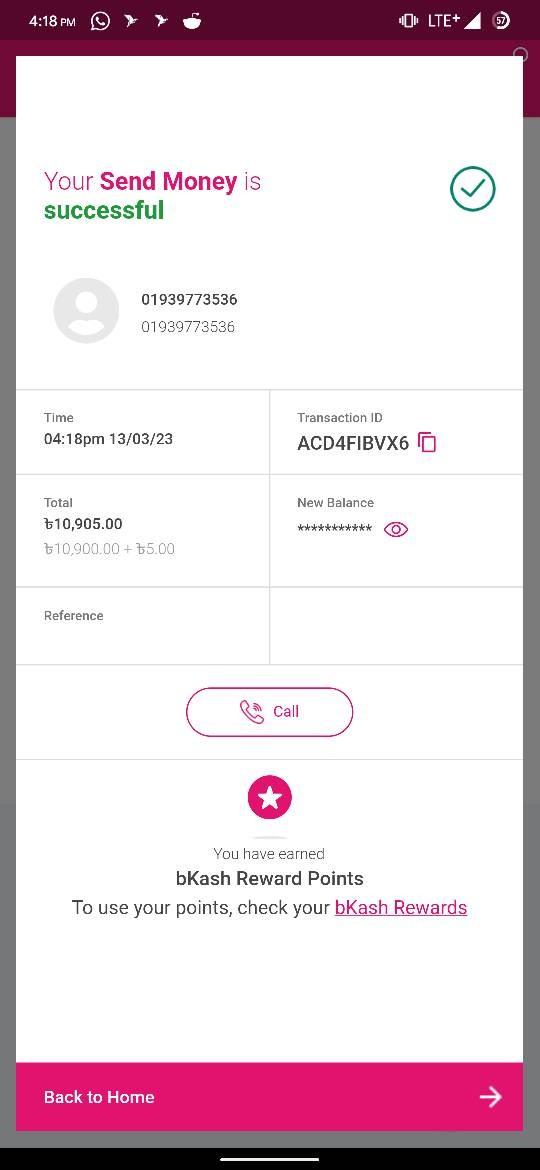 4:18 PM LTE+ 57
Your Send Money is
successful
01939773536
01939773536
Time
04:18pm 13/03/23
Transaction ID
ACD4FIBVX6
Total
৳10,905.00
৳10,900.00 + ৳5.00
New Balance
***********
Reference
Call
You have earned
bKash Reward Points
To use your points, check your bKash Rewards
Back to Home